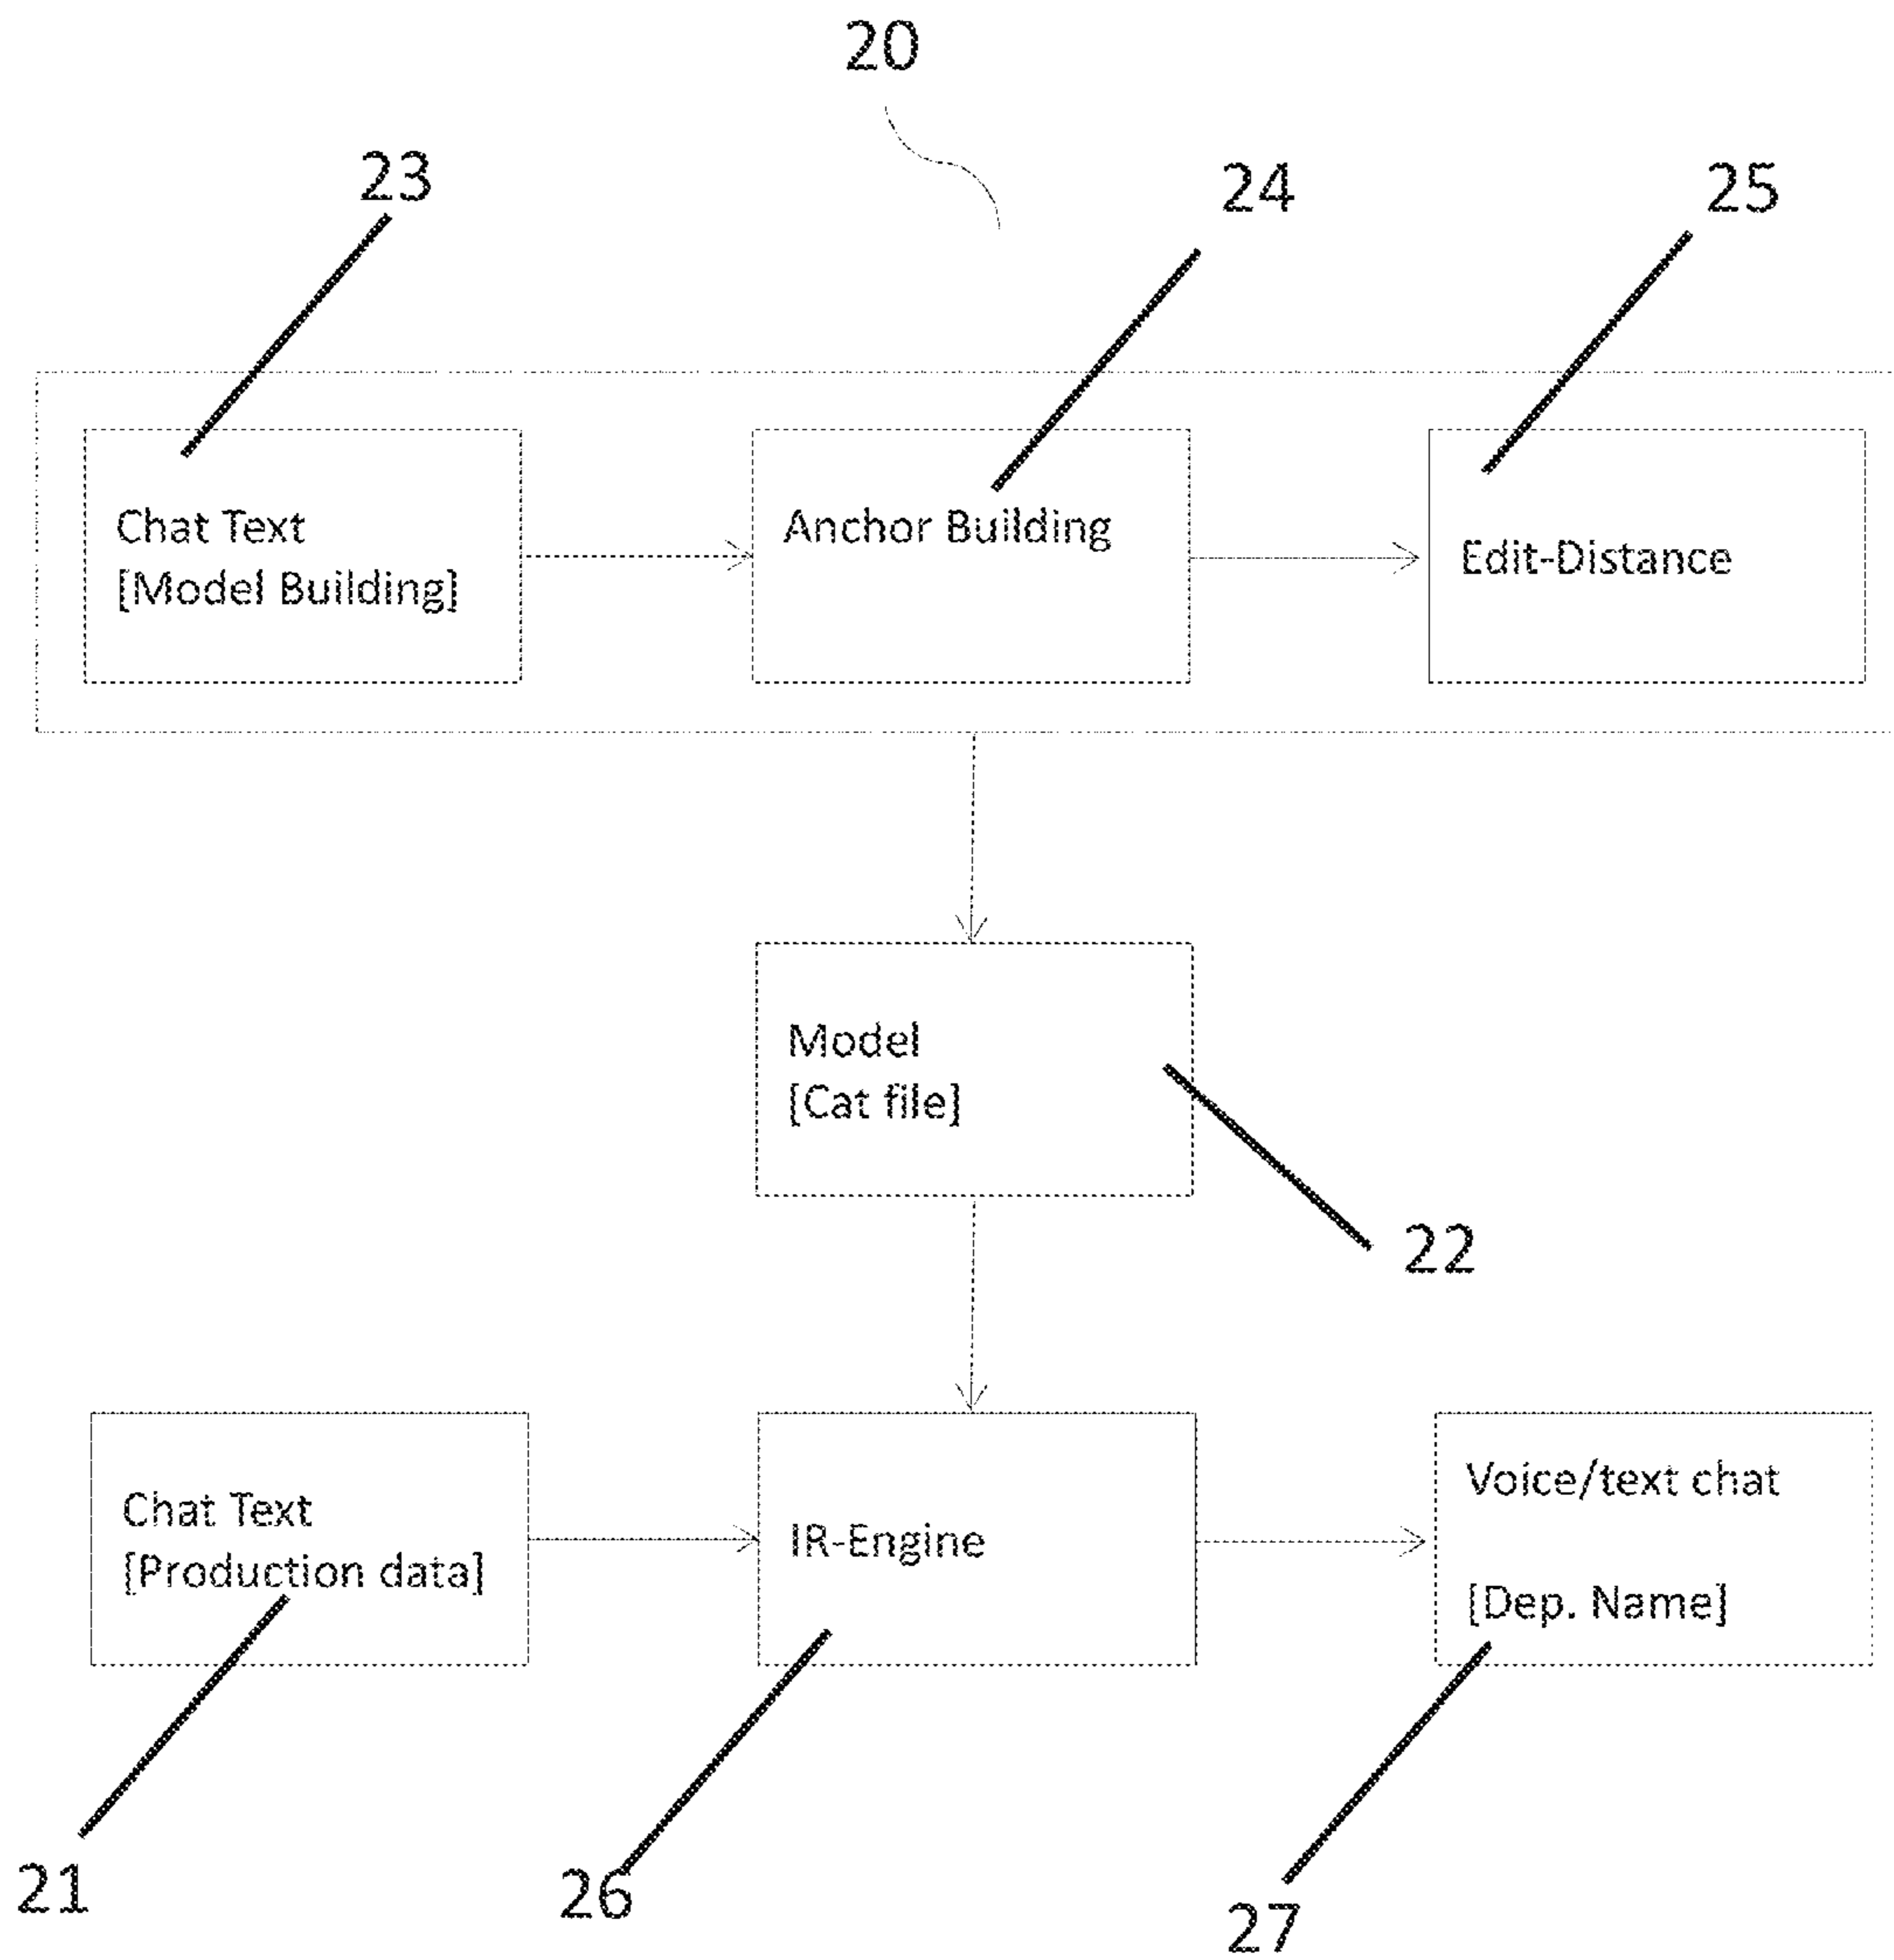 20
23
24
25
Chat Text
[Model Building]
Anchor Building
Edit-Distance
Model
[Cat file]
22
Chat Text
[Production data]
IR-Engine
Voice/text chat
[Dep. Name]
21
26
27